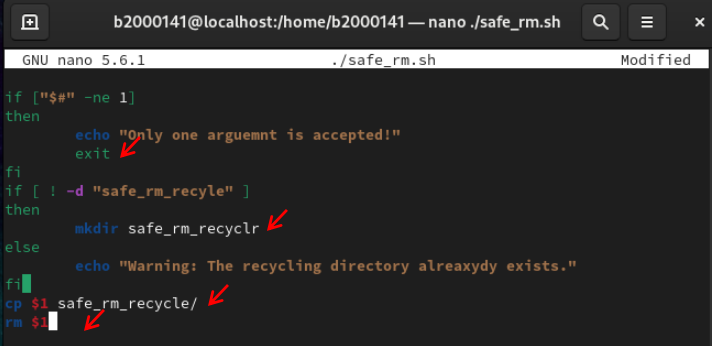 b2000141@localhost:/home/b2000141 — nano ./safe_rm.sh
GNU nano 5.6.1 ./safe_rm.sh Modified
if ["$#" -ne 1]
then
echo "Only one arguemnt is accepted!"
exit
fi
if [ ! -d "safe_rm_recyle" ]
then
mkdir safe_rm_recyclr
else
echo "Warning: The recycling directory alreaxydy exists."
fi
cp $1 safe_rm_recycle/
rm $1